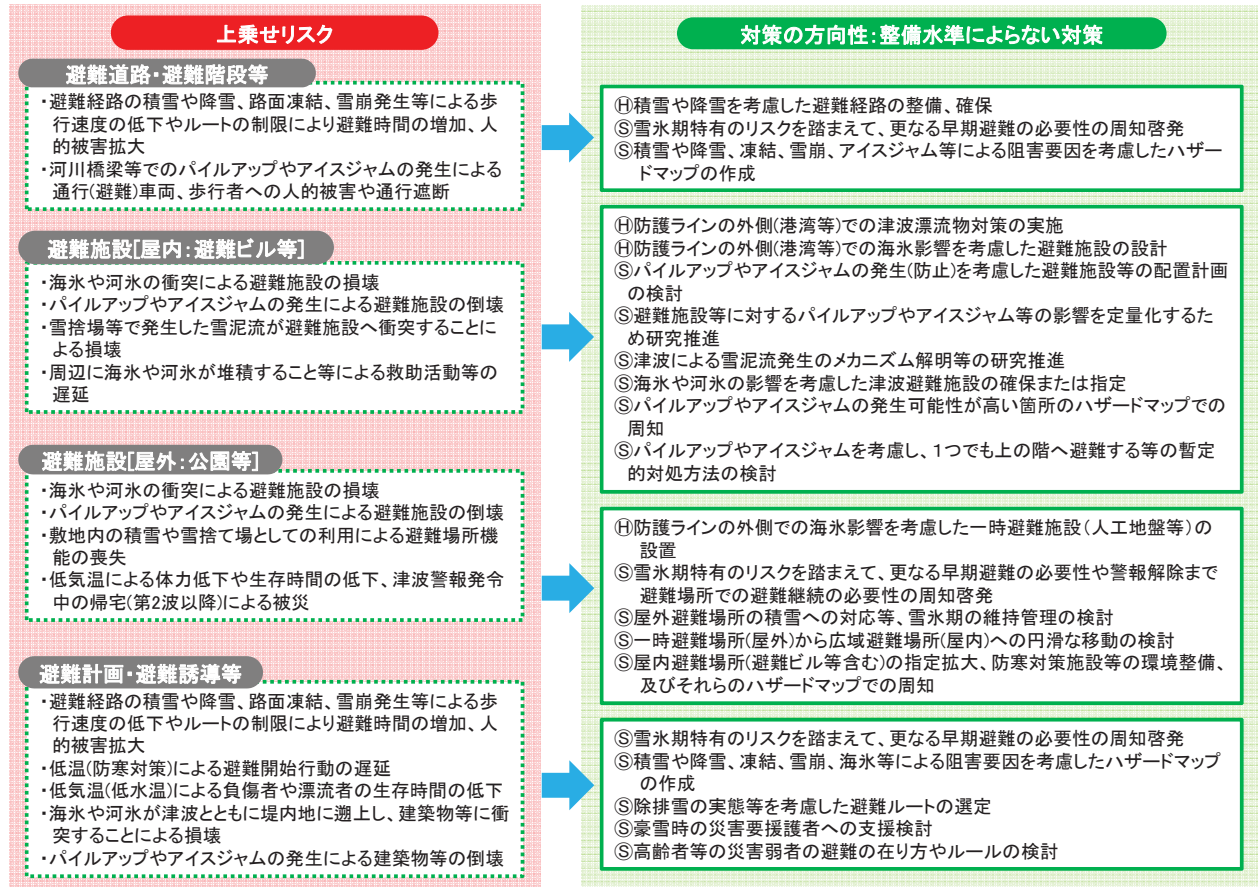 上乗せリスク
避難道路・避難階段等
・避難経路の積雪や降雪、路面凍結、雪崩発生等による歩
行速度の低下やルートの制限により避難時間の増加、人
的被害拡大
・河川橋梁等でのパイルアップやアイスジャムの発生による
通行(避難)車両、歩行者への人的被害や通行遮断
避難施設[屋内:避難ビル等]
・海氷や河氷の衝突による避難施設の損壊
・パイルアップやアイスジャムの発生による避難施設の倒壊
・雪捨場等で発生した雪泥流が避難施設へ衝突することに
よる損壊
・周辺に海氷や河氷が堆積すること等による救助活動等の
遅延
避難施設[屋外:公園等]
・海氷や河氷の衝突による避難施設の損壊
・パイルアップやアイスジャムの発生による避難施設の倒壊
・敷地内の積雪や雪捨て場としての利用による避難場所機
能の喪失
・低気温による体力低下や生存時間の低下、津波警報発令
中の帰宅(第2波以降)による被災
避難計画・避難誘導等
・避難経路の積雪や降雪、路面凍結、雪崩発生等による歩
行速度の低下やルートの制限により避難時間の増加、人
的被害拡大
・低温(防寒対策)による避難開始行動の遅延
・低気温(低水温)による負傷者や漂流者の生存時間の低下
・海氷や河氷が津波とともに堤内地に遡上し、建築物等に衝
突することによる損壊
・パイルアップやアイスジャムの発生による建築物等の倒壊
対策の方向性:整備水準によらない対策
Ⓗ積雪や降雪を考慮した避難経路の整備、確保
Ⓢ雪氷期特有のリスクを踏まえて、更なる早期避難の必要性の周知啓発
Ⓢ積雪や降雪、凍結、雪崩、アイスジャム等による阻害要因を考慮したハザー
ドマップの作成
Ⓗ防護ラインの外側(港湾等)での津波漂流物対策の実施
Ⓗ防護ラインの外側(港湾等)での海氷影響を考慮した避難施設の設計
Ⓢパイルアップやアイスジャムの発生(防止)を考慮した避難施設等の配置計画
の検討
Ⓢ避難施設等に対するパイルアップやアイスジャム等の影響を定量化するた
め研究推進
Ⓢ津波による雪泥流発生のメカニズム解明等の研究推進
Ⓢ海氷や河氷の影響を考慮した津波避難施設の確保または指定
Ⓢパイルアップやアイスジャムの発生可能性が高い箇所のハザードマップでの
周知
Ⓢパイルアップやアイスジャムを考慮し、1つでも上の階へ避難する等の暫定
的対処方法の検討
Ⓗ防護ラインの外側での海氷影響を考慮した一時避難施設(人工地盤等)の
設置
Ⓢ雪氷期特有のリスクを踏まえて、更なる早期避難の必要性や警報解除まで
避難場所での避難継続の必要性の周知啓発
Ⓢ屋外避難場所の積雪への対応等、雪氷期の維持管理の検討
Ⓢ一時避難場所(屋外)から広域避難場所(屋内)への円滑な移動の検討
Ⓢ屋内避難場所(避難ビル等含む)の指定拡大、防寒対策施設等の環境整備、
及びそれらのハザードマップでの周知
Ⓢ雪氷期特有のリスクを踏まえて、更なる早期避難の必要性の周知啓発
Ⓢ積雪や降雪、凍結、雪崩、海氷等による阻害要因を考慮したハザードマップ
の作成
Ⓢ除排雪の実態等を考慮した避難ルートの選定
Ⓢ豪雪時の災害要援護者への支援検討
Ⓢ高齢者等の災害弱者の避難の在り方やルールの検討